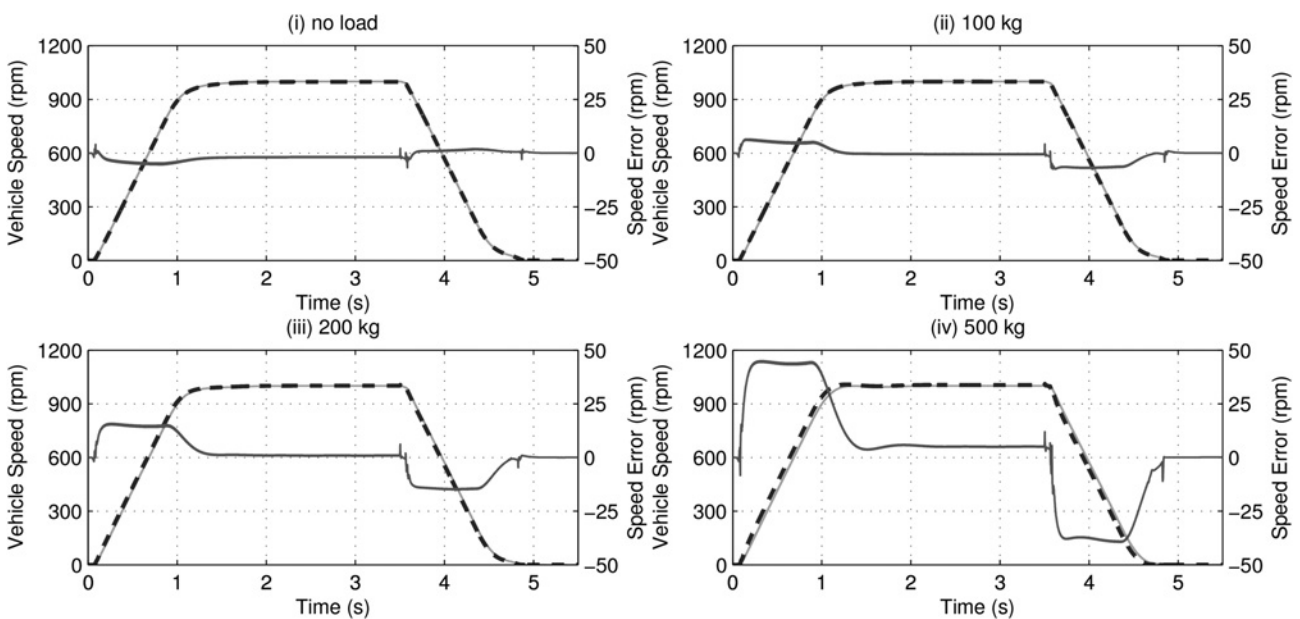 (i) no load
1200
900
600
300
0
Vehicle Speed (rpm)
50
25
0
−25
−50
Speed Error (rpm)
0 1 2 3 4 5
Time (s)
(ii) 100 kg
1200
900
600
300
0
Vehicle Speed (rpm)
50
25
0
−25
−50
Speed Error (rpm)
0 1 2 3 4 5
Time (s)
(iii) 200 kg
1200
900
600
300
0
Vehicle Speed (rpm)
50
25
0
−25
−50
Speed Error (rpm)
0 1 2 3 4 5
Time (s)
(iv) 500 kg
1200
900
600
300
0
Vehicle Speed (rpm)
50
25
0
−25
−50
Speed Error (rpm)
0 1 2 3 4 5
Time (s)